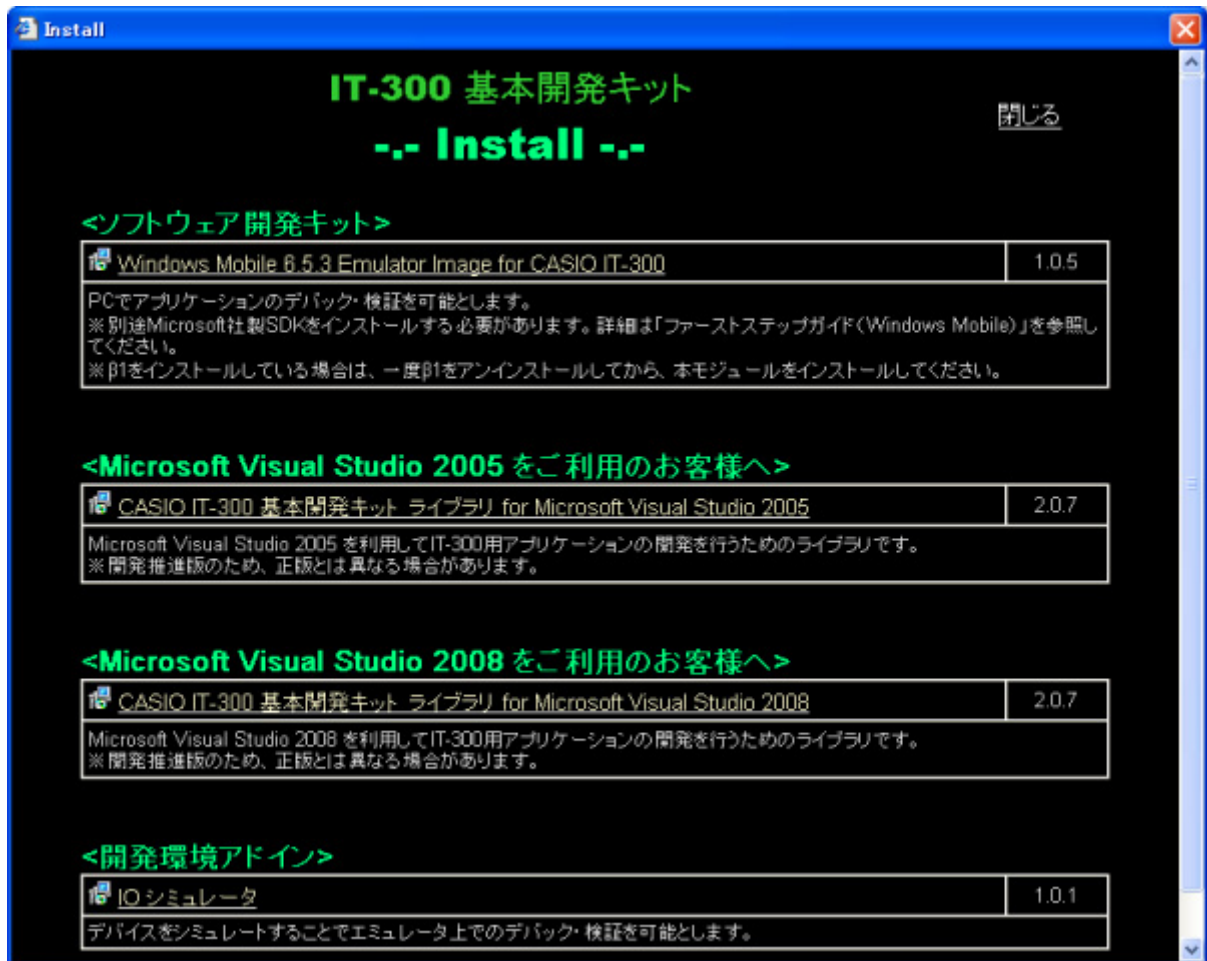 Install
IT-300 基本開発キット
閉じる
-.- Install -.-
<ソフトウェア開発キット>
Windows Mobile 6.5.3 Emulator Image for CASIO IT-300 1.0.5
PCでアプリケーションのデバック・検証を可能とします。
※別途Microsoft社製SDKをインストールする必要があります。詳細は「ファーストステップガイド(Windows Mobile)」を参照し
てください。
※β1をインストールしている場合は、一度β1をアンインストールしてから、本モジュールをインストールしてください。
<Microsoft Visual Studio 2005 をご利用のお客様へ>
CASIO IT-300 基本開発キット ライブラリ for Microsoft Visual Studio 2005 2.0.7
Microsoft Visual Studio 2005 を利用してIT-300用アプリケーションの開発を行うためのライブラリです。
※開発推進版のため、正版とは異なる場合があります。
<Microsoft Visual Studio 2008 をご利用のお客様へ>
CASIO IT-300 基本開発キット ライブラリ for Microsoft Visual Studio 2008 2.0.7
Microsoft Visual Studio 2008 を利用してIT-300用アプリケーションの開発を行うためのライブラリです。
※開発推進版のため、正版とは異なる場合があります。
<開発環境アドイン>
IO シミュレータ 1.0.1
デバイスをシミュレートすることでエミュレータ上でのデバック・検証を可能とします。